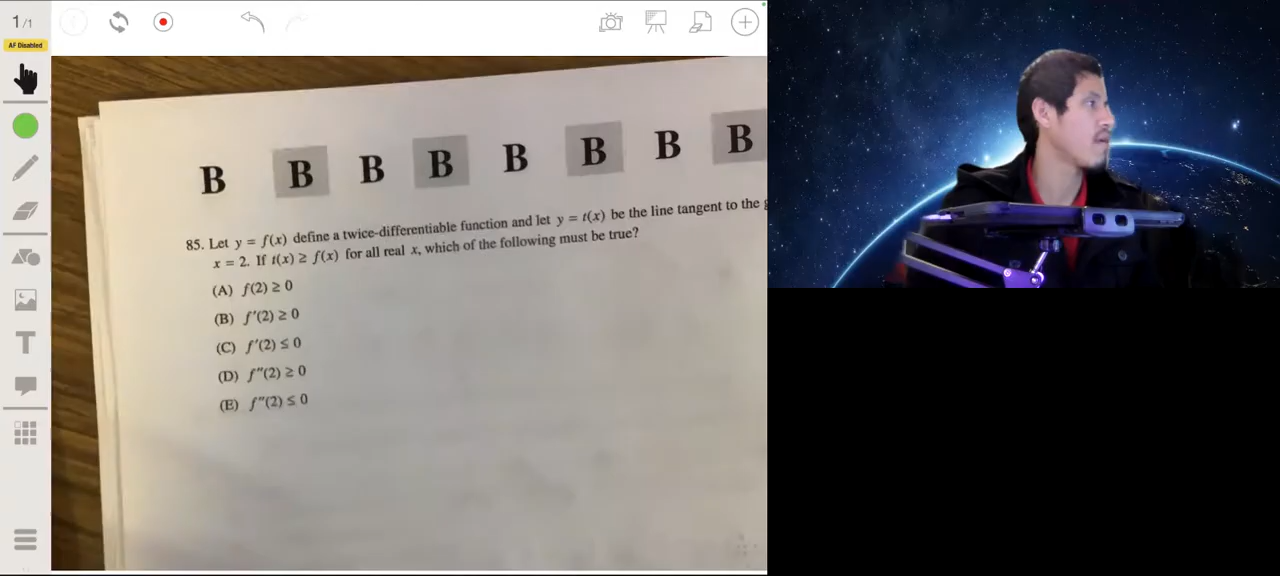 1/1
AF Disabled
B B B B B B B B
85. Let y = f(x) define a twice-differentiable function and let y = t(x) be the line tangent to the
x = 2. If t(x) ≥ f(x) for all real x, which of the following must be true?
(A) f(2) ≥ 0
(B) f′(2) ≥ 0
(C) f′(2) ≤ 0
(D) f″(2) ≥ 0
(E) f″(2) ≤ 0
T